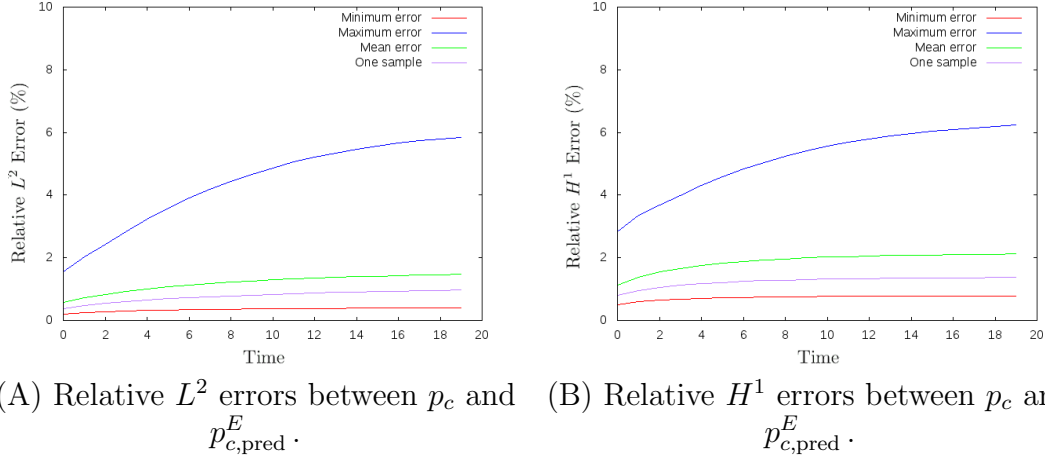 10
8
6
4
2
0
0 2 4 6 8 10 12 14 16 18 20
Relative L² Error (%)
Time
Minimum error
Maximum error
Mean error
One sample
10
8
6
4
2
0
0 2 4 6 8 10 12 14 16 18 20
Relative H¹ Error (%)
Time
Minimum error
Maximum error
Mean error
One sample
(A) Relative L² errors between p_c and
p^E_{c,pred} .
(B) Relative H¹ errors between p_c an
p^E_{c,pred} .